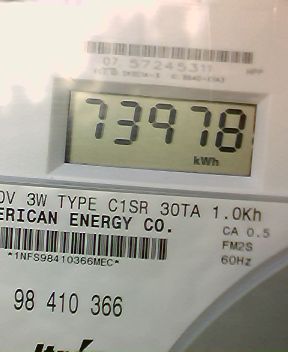 07 57245311
73978
kWh
0V 3W TYPE C1SR 30TA 1.0Kh
ERICAN ENERGY CO.
CA 0.5
FM2S
60Hz
*1NFS98410366MEC*
98 410 366